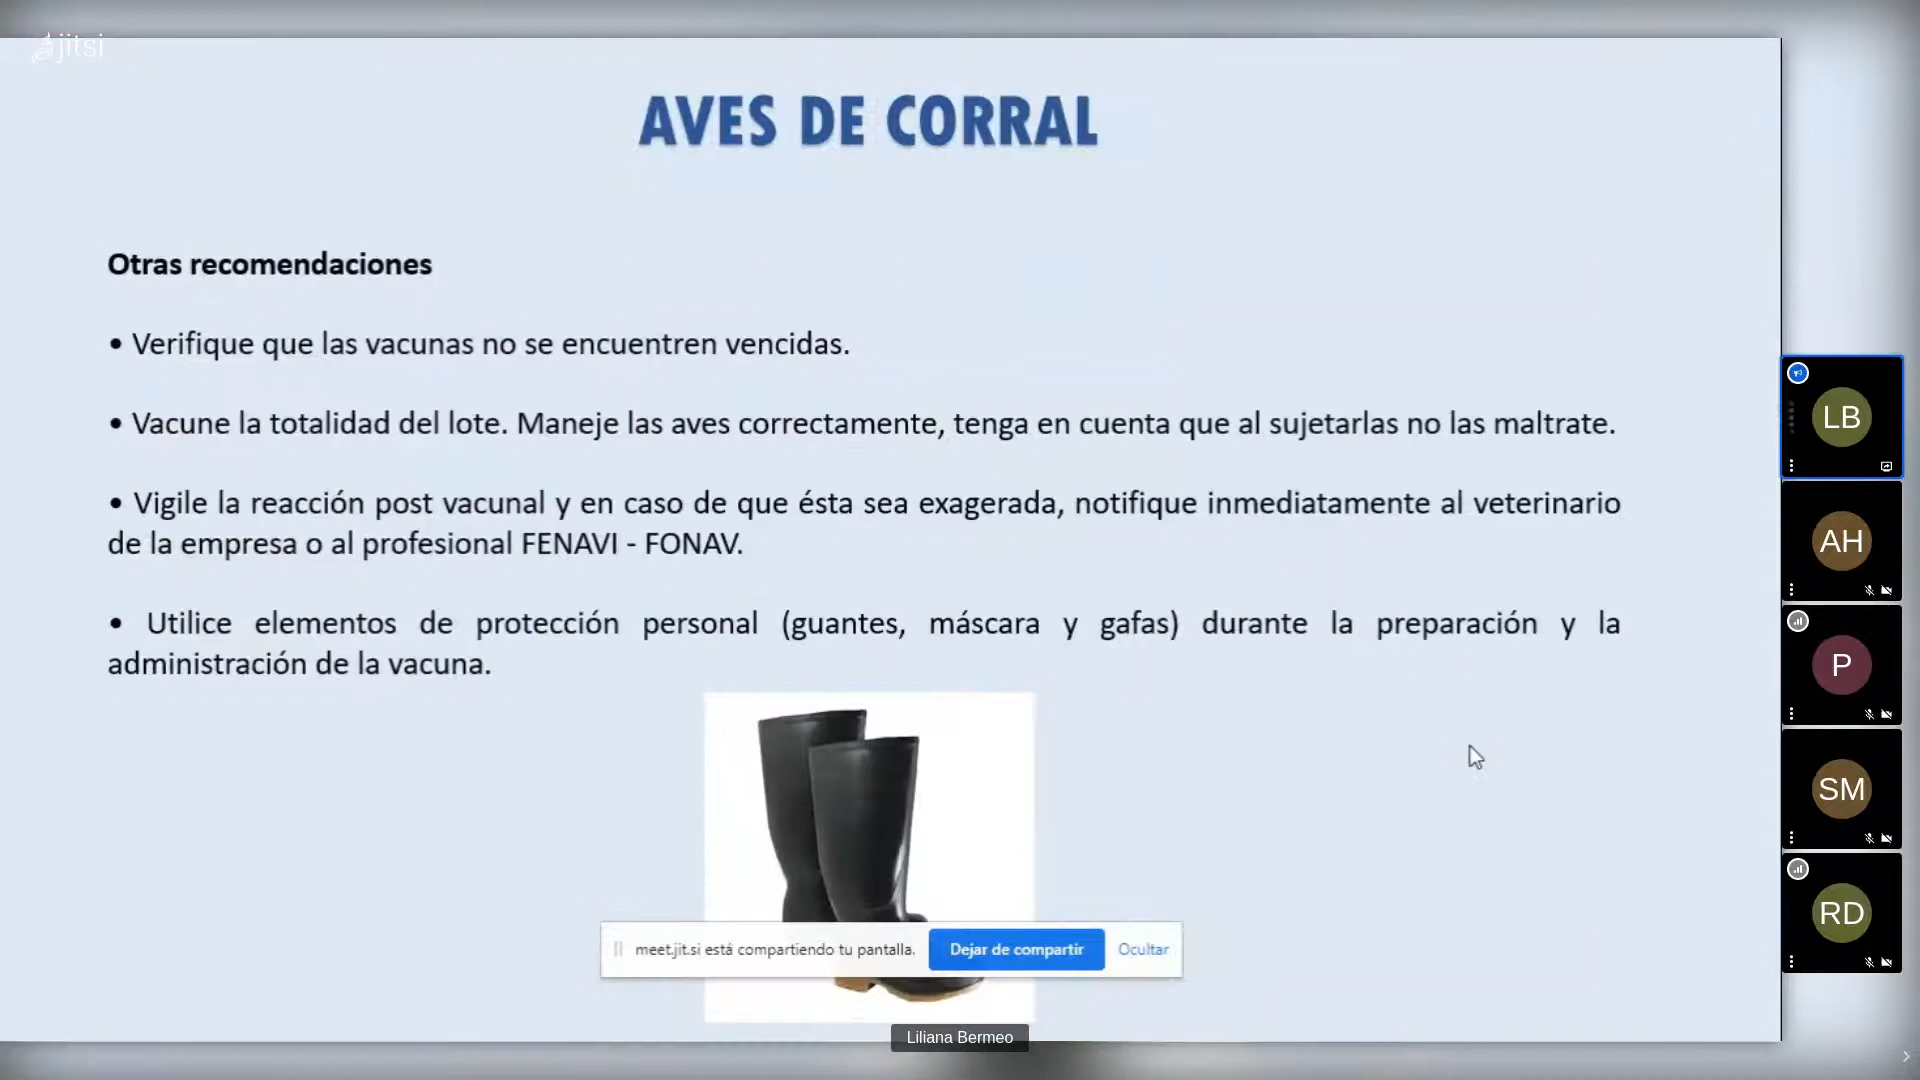 jitsi
AVES DE CORRAL
Otras recomendaciones
• Verifique que las vacunas no se encuentren vencidas.
• Vacune la totalidad del lote. Maneje las aves correctamente, tenga en cuenta que al sujetarlas no las maltrate.
• Vigile la reacción post vacunal y en caso de que ésta sea exagerada, notifique inmediatamente al veterinario
de la empresa o al profesional FENAVI - FONAV.
• Utilice elementos de protección personal (guantes, máscara y gafas) durante la preparación y la
administración de la vacuna.
meet.jit.si está compartiendo tu pantalla.
Dejar de compartir
Ocultar
Liliana Bermeo
LB
AH
P
SM
RD